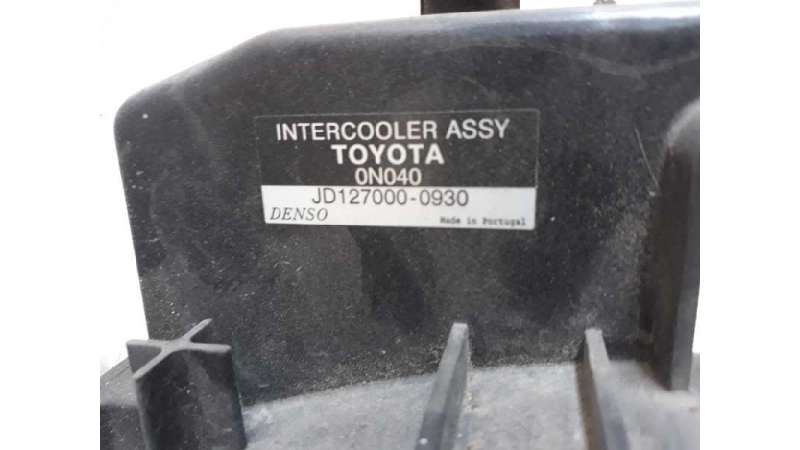 INTERCOOLER ASSY
TOYOTA
0N040
JD127000-0930
DENSO Made in Portugal